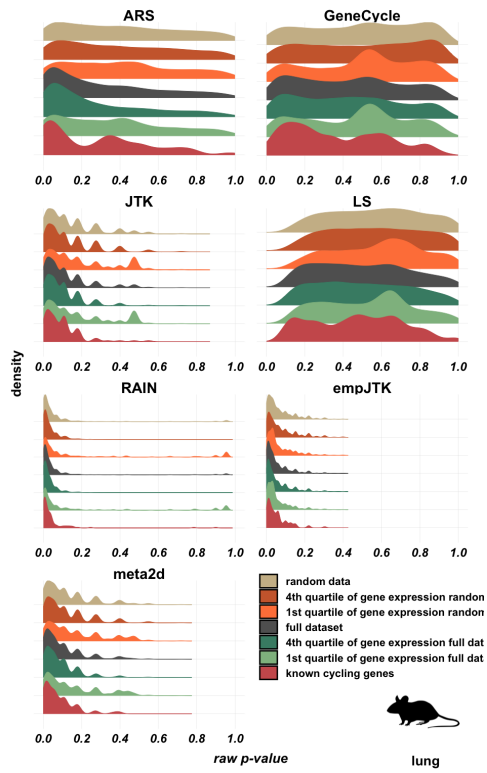 ARS GeneCycle
0.0 0.2 0.4 0.6 0.8 1.0 0.0 0.2 0.4 0.6 0.8 1.0
JTK LS
0.0 0.2 0.4 0.6 0.8 1.0 0.0 0.2 0.4 0.6 0.8 1.0
density
RAIN empJTK
0.0 0.2 0.4 0.6 0.8 1.0 0.0 0.2 0.4 0.6 0.8 1.0
meta2d
random data
4th quartile of gene expression random
1st quartile of gene expression random
full dataset
4th quartile of gene expression full dat
1st quartile of gene expression full dat
known cycling genes
0.0 0.2 0.4 0.6 0.8 1.0
raw p-value
lung